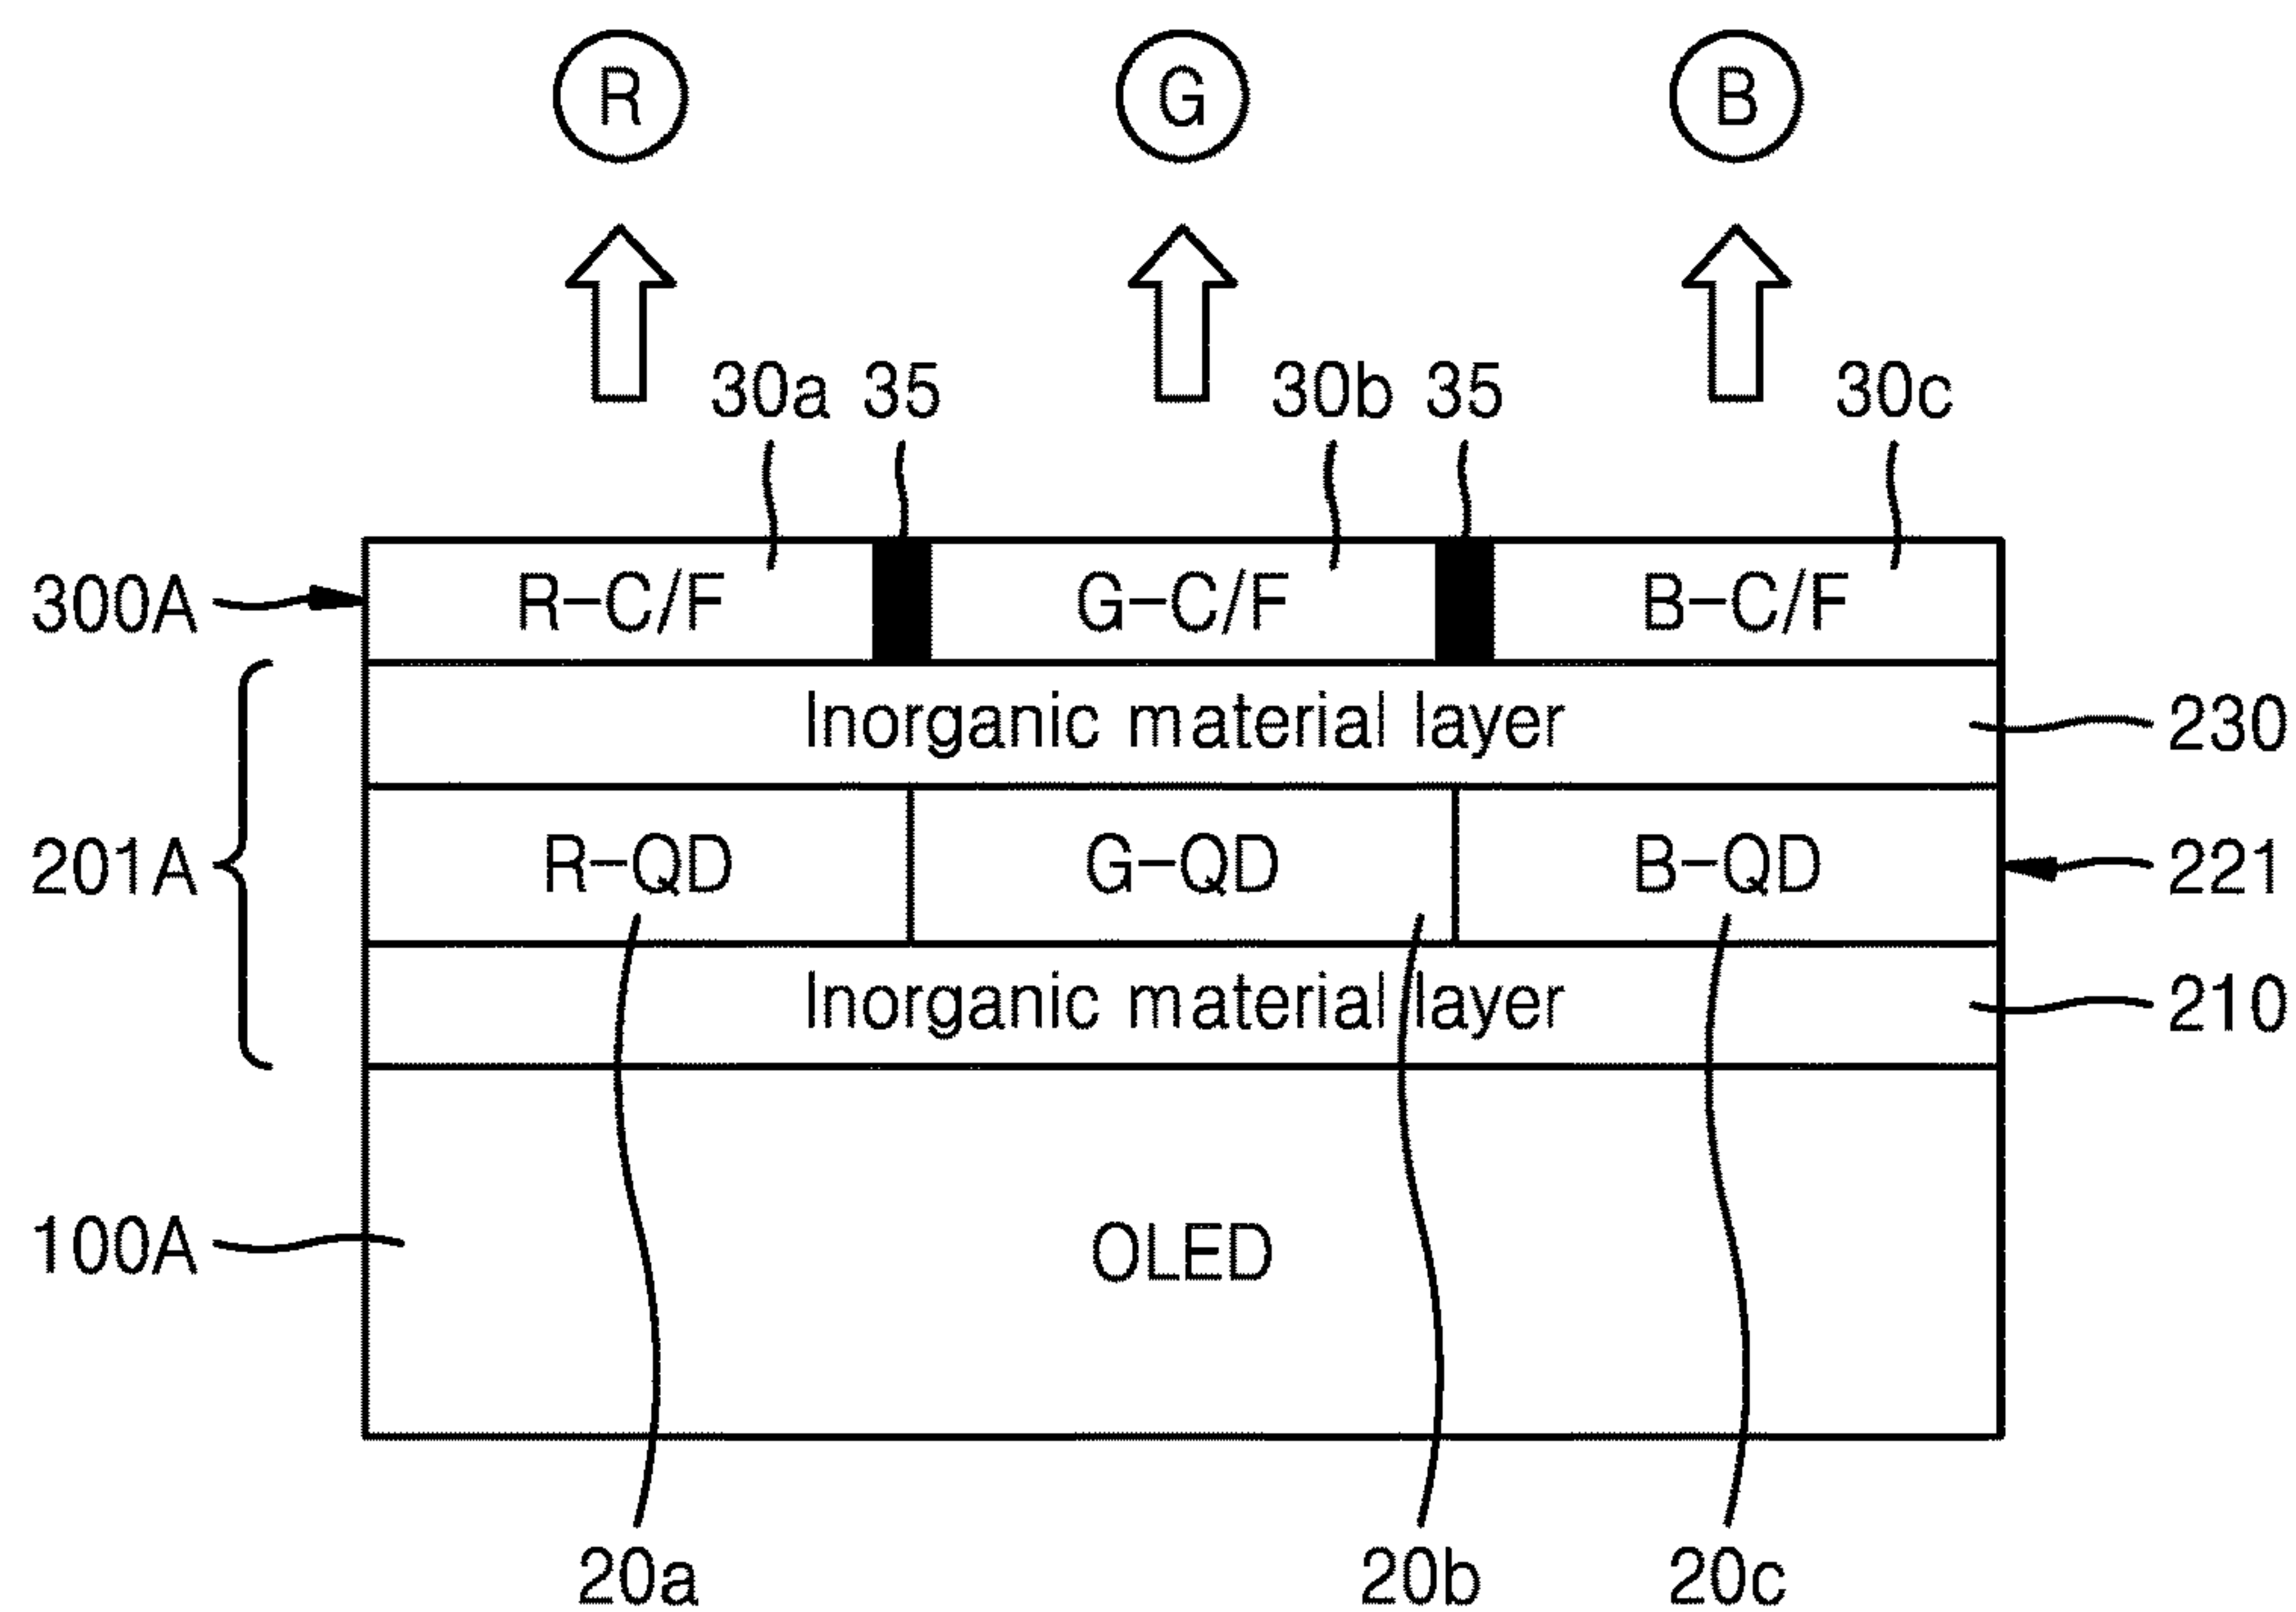 R G B
30a 35 30b 35 30c
300A R-C/F G-C/F B-C/F
Inorganic material layer 230
201A R-QD G-QD B-QD 221
Inorganic material layer 210
100A OLED
20a 20b 20c